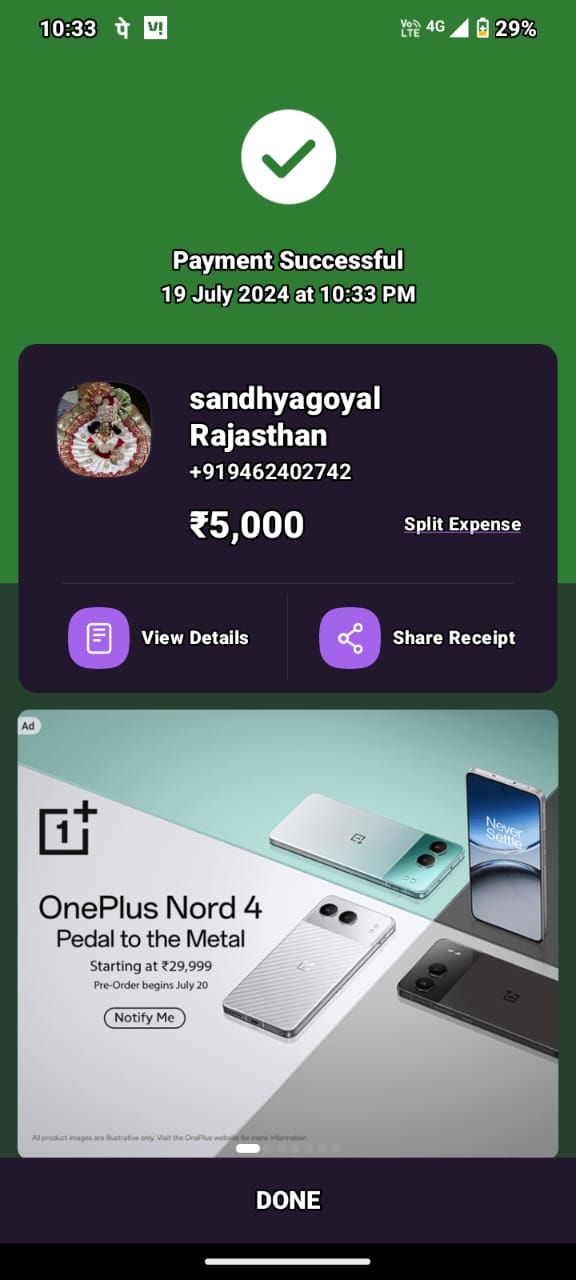 10:33 पे V! Vo LTE 4G 29%
Payment Successful
19 July 2024 at 10:33 PM
sandhyagoyal
Rajasthan
+919462402742
₹5,000
Split Expense
View Details
Share Receipt
Ad
1+
Never
Settle
OnePlus Nord 4
Pedal to the Metal
Starting at ₹29,999
Pre-Order begins July 20
Notify Me
All product images are illustrative only. Visit the OnePlus website for more information.
DONE